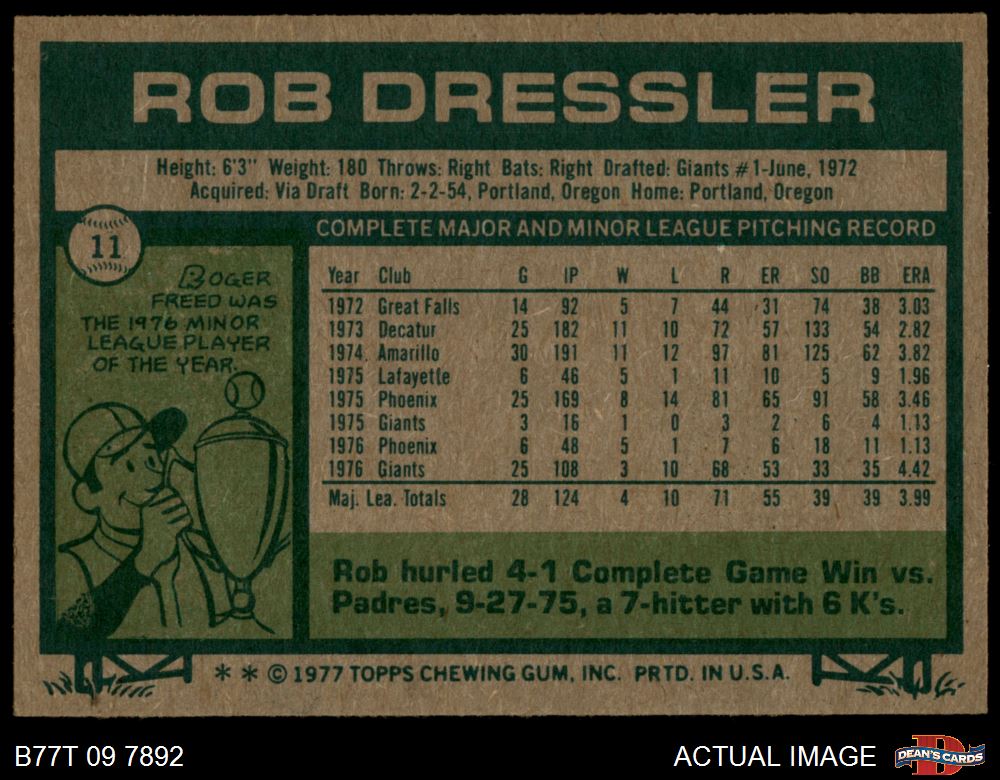 ROB DRESSLER
Height: 6'3" Weight: 180 Throws: Right Bats: Right Drafted: Giants #1-June, 1972
Acquired: Via Draft Born: 2-2-54, Portland, Oregon Home: Portland, Oregon
11
COMPLETE MAJOR AND MINOR LEAGUE PITCHING RECORD
ROGER
FREED WAS
THE 1976 MINOR
LEAGUE PLAYER
OF THE YEAR.
Year Club G IP W L R ER SO BB ERA
1972 Great Falls 14 92 5 7 44 31 74 38 3.03
1973 Decatur 25 182 11 10 72 57 133 54 2.82
1974. Amarillo 30 191 11 12 97 81 125 62 3.82
1975 Lafayette 6 46 5 1 11 10 5 9 1.96
1975 Phoenix 25 169 8 14 81 65 91 58 3.46
1975 Giants 3 16 1 0 3 2 6 4 1.13
1976 Phoenix 6 48 5 1 7 6 18 11 1.13
1976 Giants 25 108 3 10 68 53 33 35 4.42
Maj. Lea. Totals 28 124 4 10 71 55 39 39 3.99
Rob hurled 4-1 Complete Game Win vs.
Padres, 9-27-75, a 7-hitter with 6 K's.
* * © 1977 TOPPS CHEWING GUM, INC. PRTD. IN U.S.A.
B77T 09 7892
ACTUAL IMAGE
D
DEAN'S CARDS